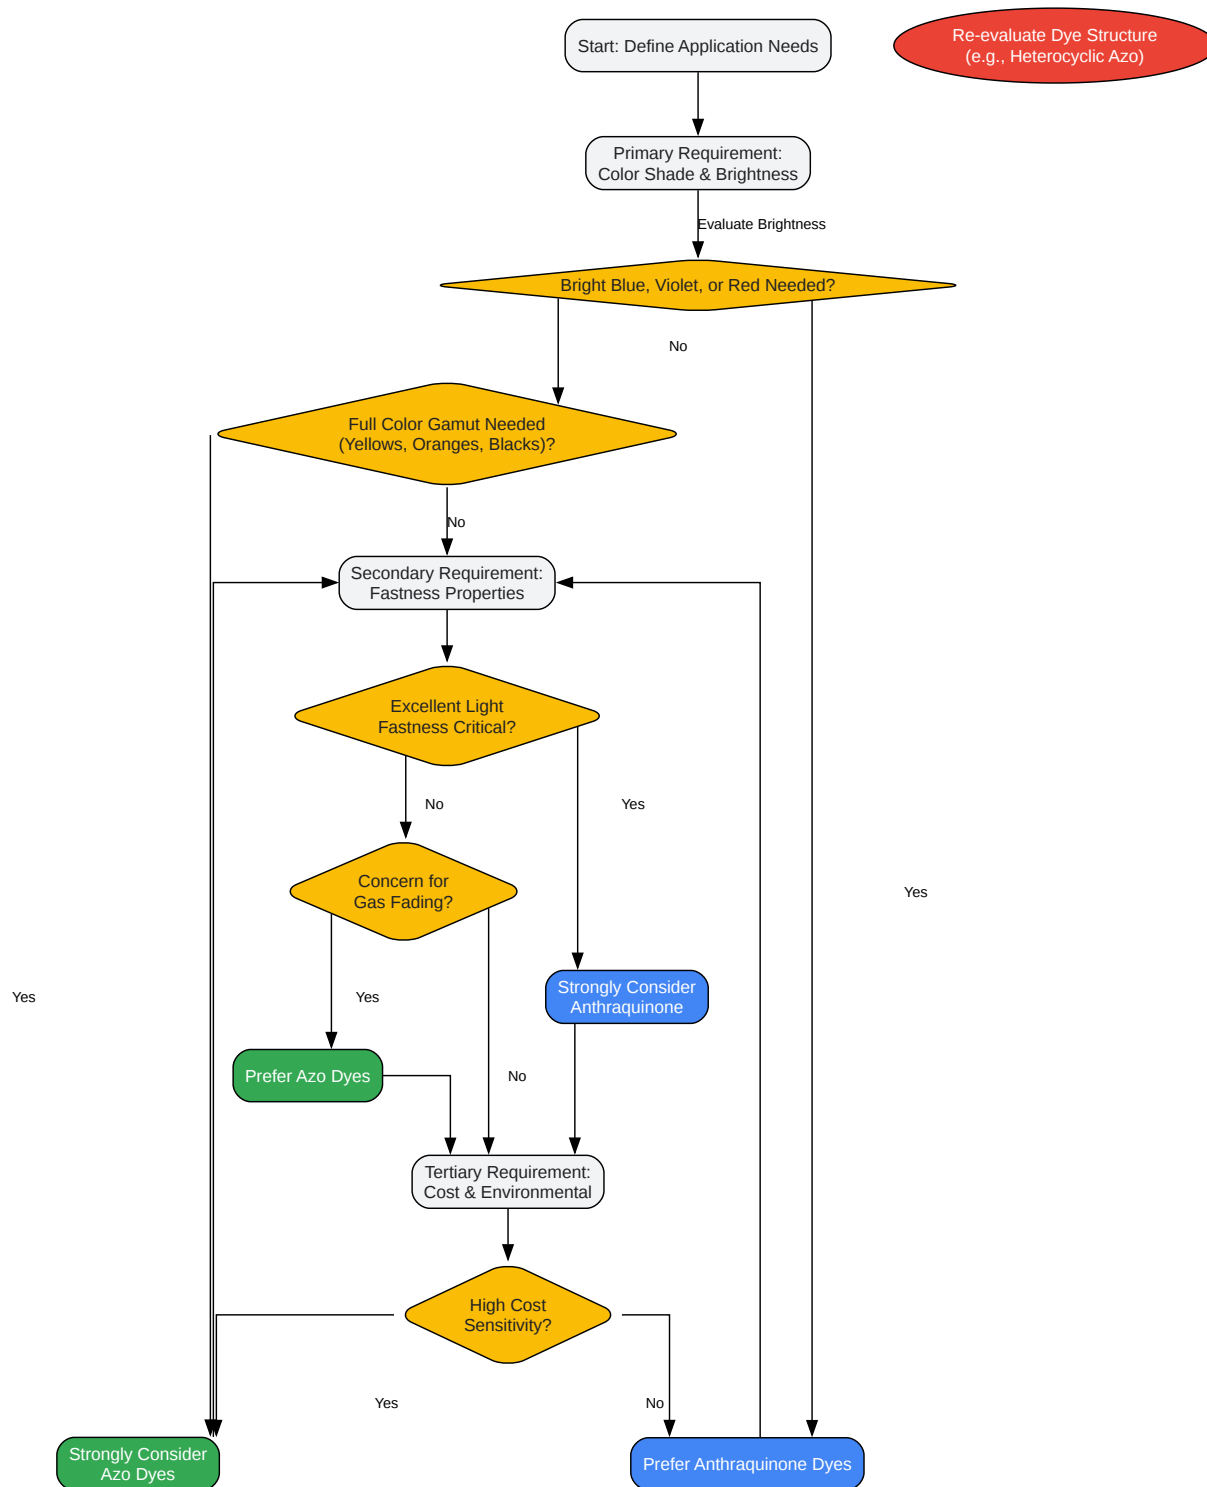 Start: Define Application Needs
Re-evaluate Dye Structure
(e.g., Heterocyclic Azo)
Primary Requirement:
Color Shade & Brightness
Evaluate Brightness
Bright Blue, Violet, or Red Needed?
No
Full Color Gamut Needed
(Yellows, Oranges, Blacks)?
No
Secondary Requirement:
Fastness Properties
Excellent Light
Fastness Critical?
No
Yes
Concern for
Gas Fading?
Yes
Yes
Yes
Strongly Consider
Anthraquinone
Prefer Azo Dyes
No
Tertiary Requirement:
Cost & Environmental
High Cost
Sensitivity?
Yes
No
Strongly Consider
Azo Dyes
Prefer Anthraquinone Dyes